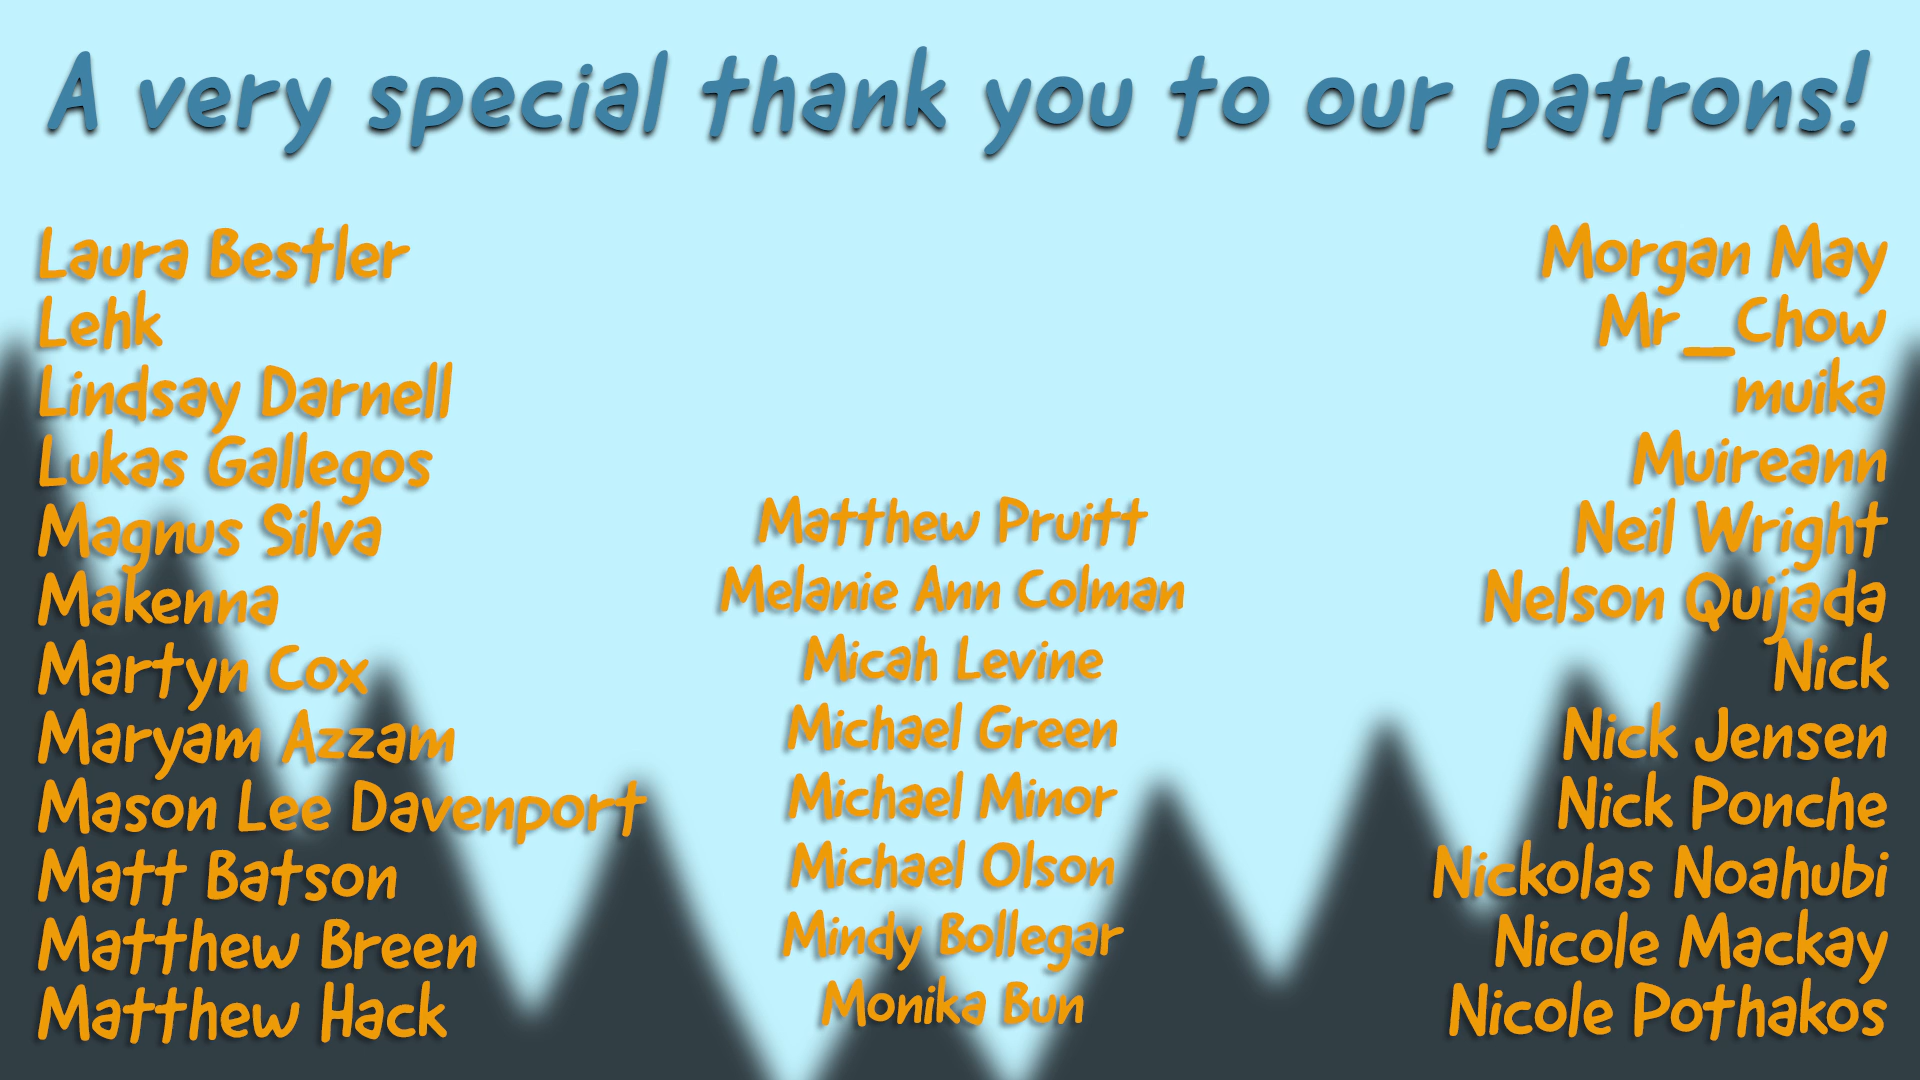 A very special thank you to our patrons!
Laura Bestler
Lehk
Lindsay Darnell
Lukas Gallegos
Magnus Silva
Makenna
Martyn Cox
Maryam Azzam
Mason Lee Davenport
Matt Batson
Matthew Breen
Matthew Hack
Matthew Pruitt
Melanie Ann Colman
Micah Levine
Michael Green
Michael Minor
Michael Olson
Mindy Bollegar
Monika Bun
Morgan May
Mr_Chow
muika
Muireann
Neil Wright
Nelson Quijada
Nick
Nick Jensen
Nick Ponche
Nickolas Noahubi
Nicole Mackay
Nicole Pothakos